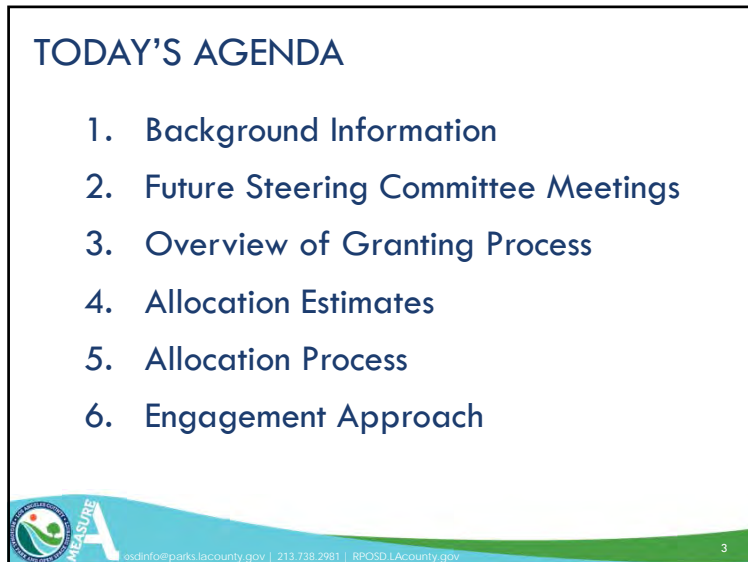 TODAY'S AGENDA
1. Background Information
2. Future Steering Committee Meetings
3. Overview of Granting Process
4. Allocation Estimates
5. Allocation Process
6. Engagement Approach
MEASURE A
osdinfo@parks.lacounty.gov | 213.738.2981 | RPOSD.LAcounty.gov
3